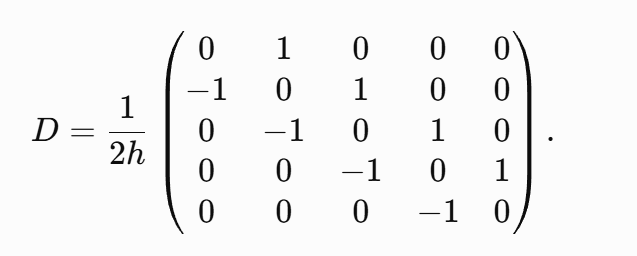 D = \frac{1}{2h} \begin{pmatrix} 0 & 1 & 0 & 0 & 0 \\ -1 & 0 & 1 & 0 & 0 \\ 0 & -1 & 0 & 1 & 0 \\ 0 & 0 & -1 & 0 & 1 \\ 0 & 0 & 0 & -1 & 0 \end{pmatrix}.